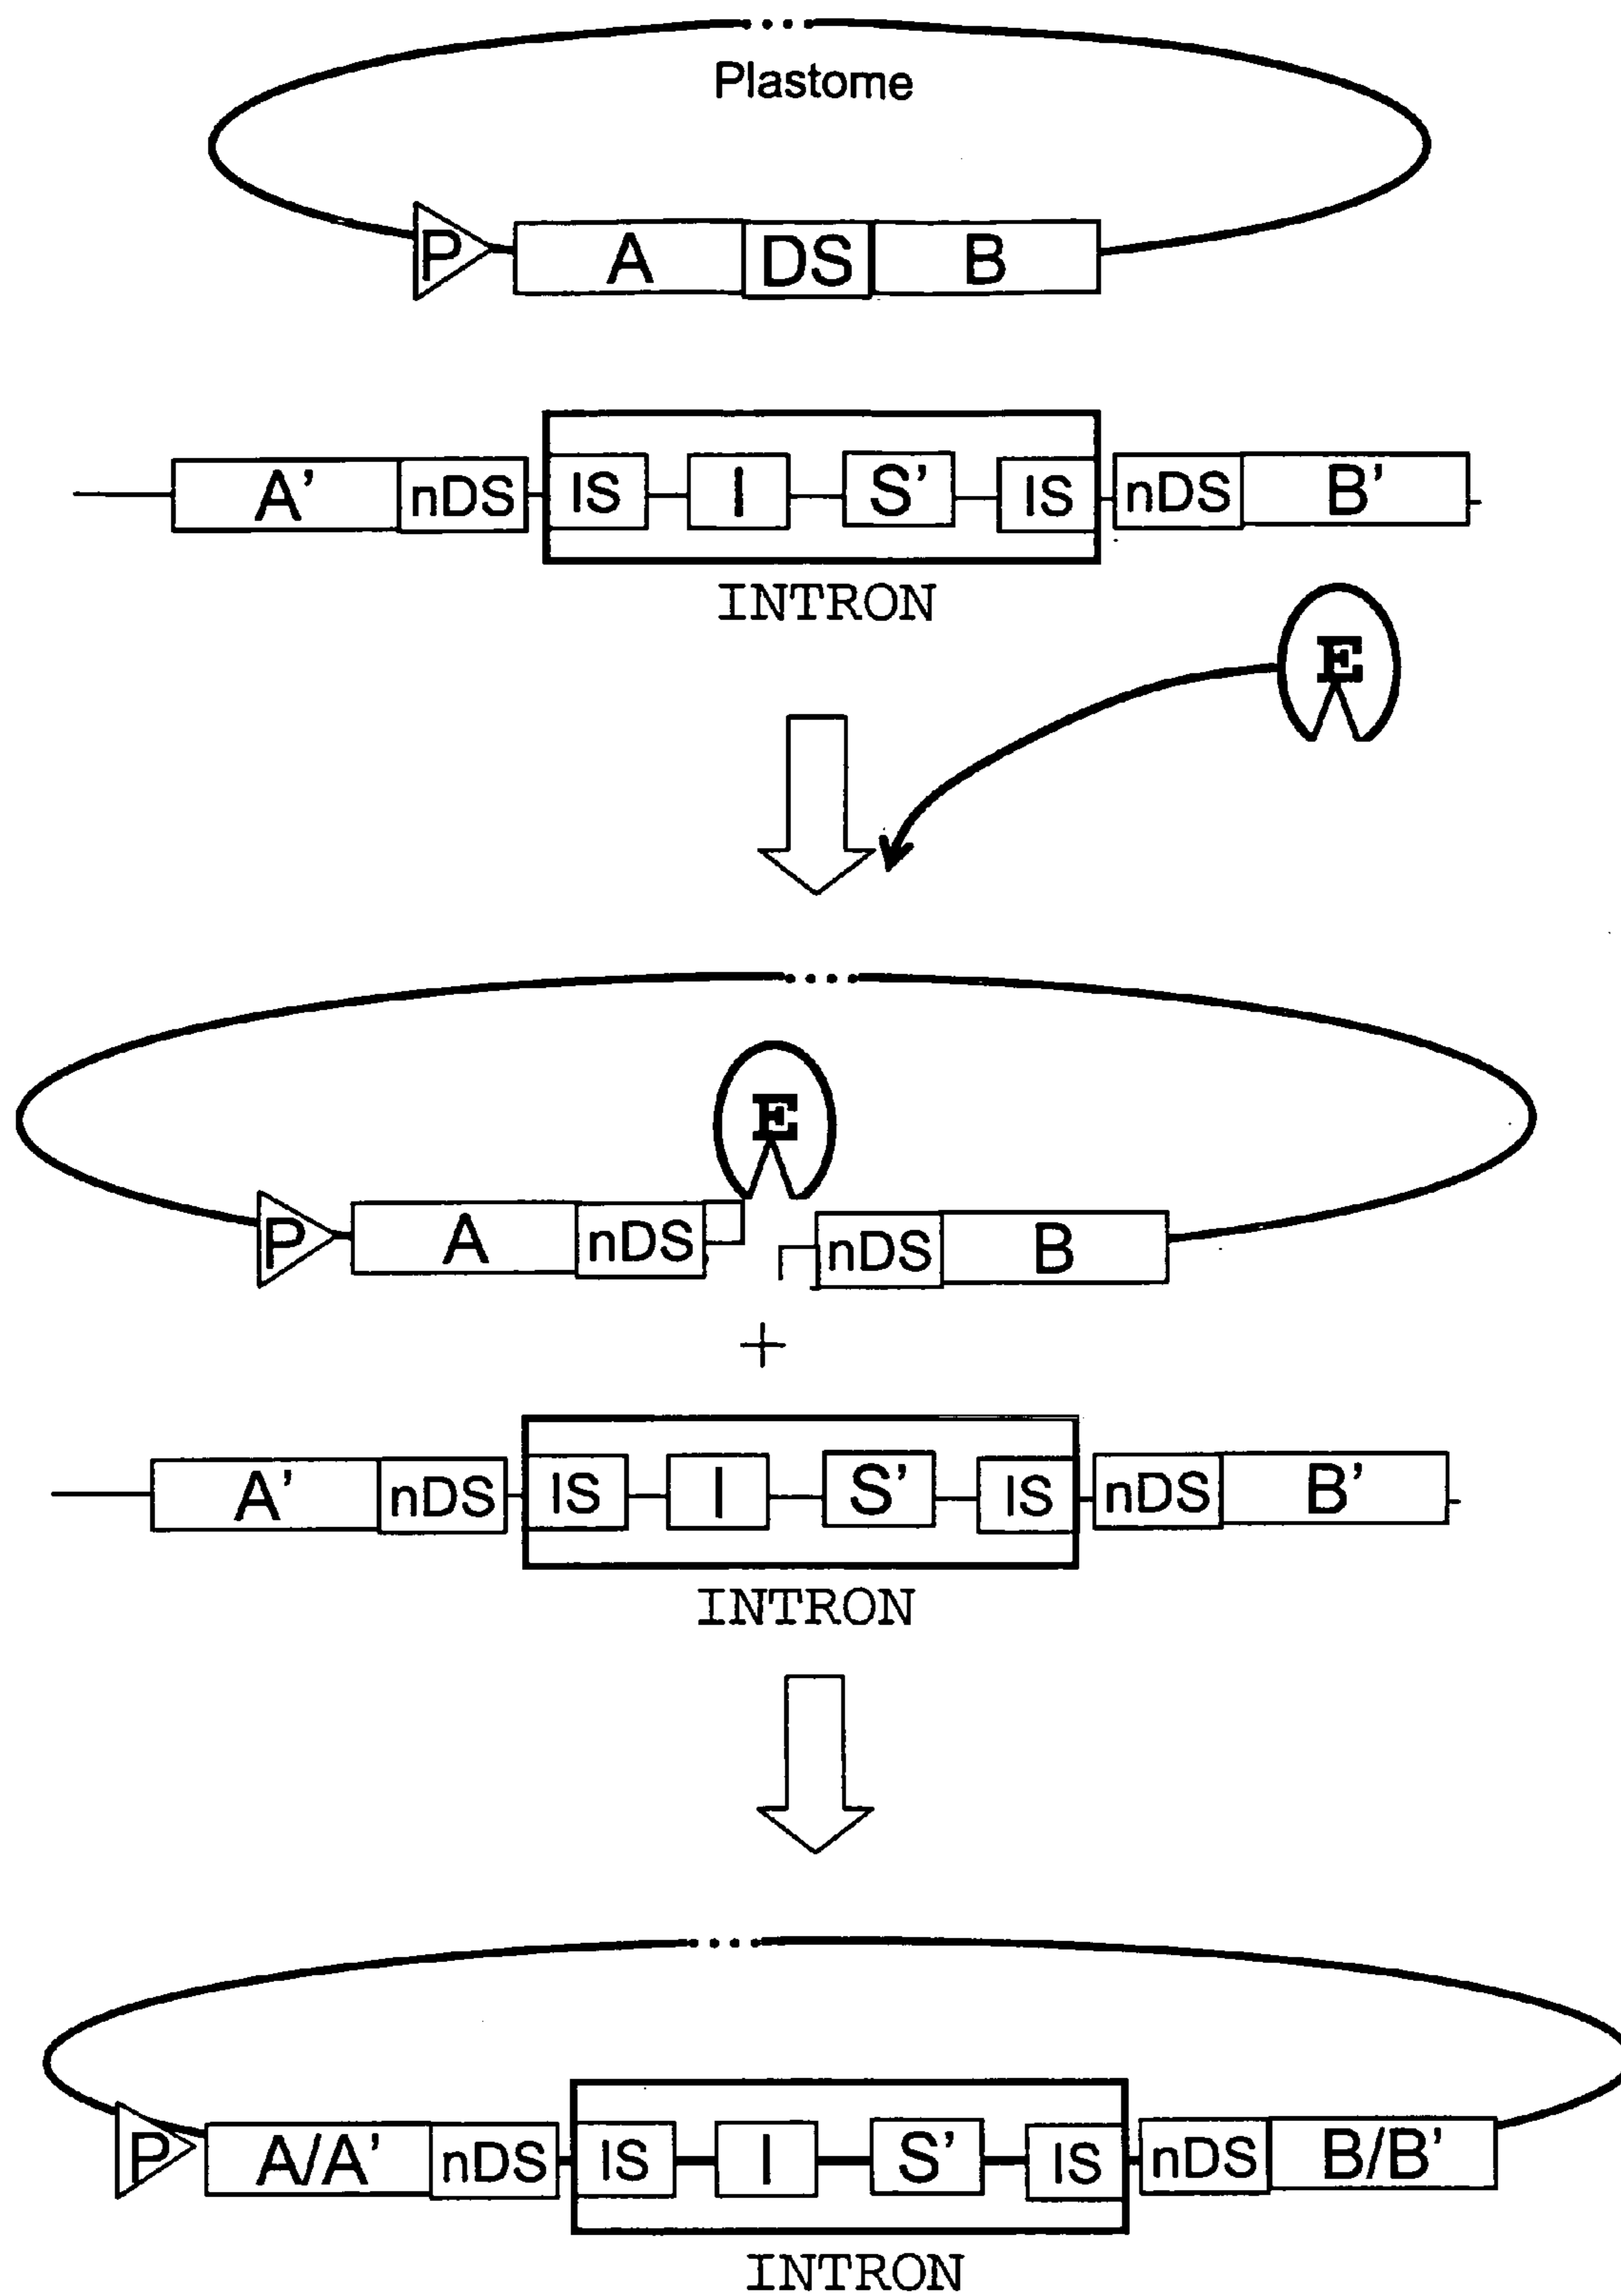 Plastome
P A DS B
A' nDS IS I S' IS nDS B'
INTRON
E
E
P A nDS nDS B
+
A' nDS IS I S' IS nDS B'
INTRON
P A/A' nDS IS I S' IS nDS B/B'
INTRON